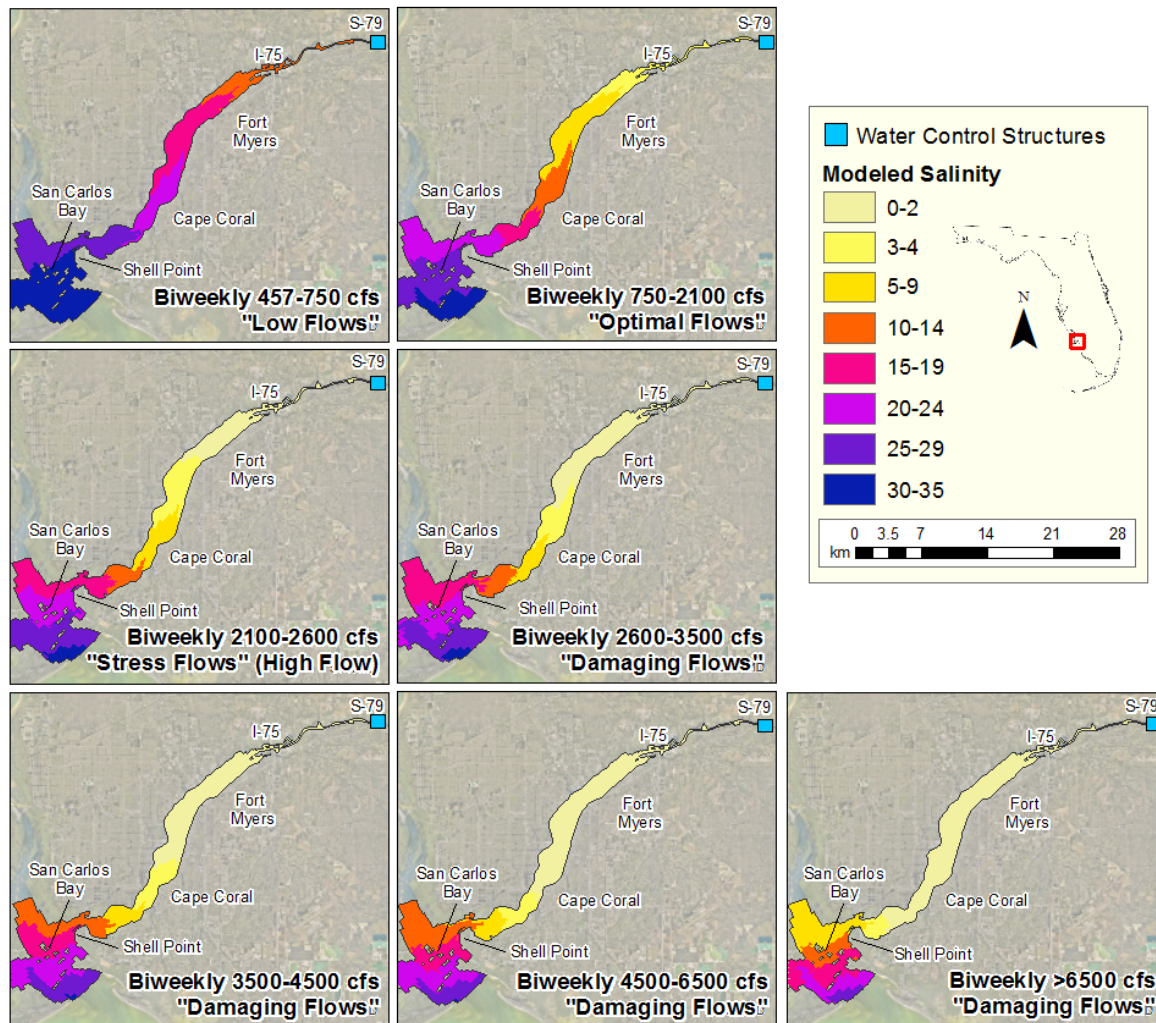 S-79
I-75
Fort
Myers
San Carlos
Bay
Cape Coral
Shell Point
Biweekly 457-750 cfs
"Low Flows"
S-79
I-75
Fort
Myers
San Carlos
Bay
Cape Coral
Shell Point
Biweekly 750-2100 cfs
"Optimal Flows"
Water Control Structures
Modeled Salinity
0-2
3-4
5-9
10-14
15-19
20-24
25-29
30-35
N
0 3.5 7 14 21 28
km
S-79
I-75
Fort
Myers
San Carlos
Bay
Cape Coral
Shell Point
Biweekly 2100-2600 cfs
"Stress Flows" (High Flow)
S-79
I-75
Fort
Myers
San Carlos
Bay
Cape Coral
Shell Point
Biweekly 2600-3500 cfs
"Damaging Flows"
S-79
I-75
Fort
Myers
San Carlos
Bay
Cape Coral
Shell Point
Biweekly 3500-4500 cfs
"Damaging Flows"
S-79
I-75
Fort
Myers
San Carlos
Bay
Cape Coral
Shell Point
Biweekly 4500-6500 cfs
"Damaging Flows"
S-79
I-75
Fort
Myers
San Carlos
Bay
Cape Coral
Shell Point
Biweekly >6500 cfs
"Damaging Flows"